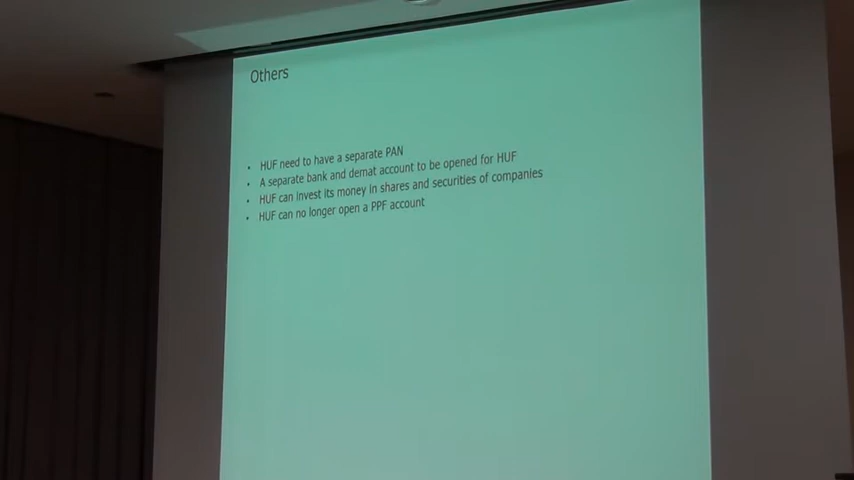 Others
• HUF need to have a separate PAN
• A separate bank and demat account to be opened for HUF
• HUF can invest its money in shares and securities of companies
• HUF can no longer open a PPF account